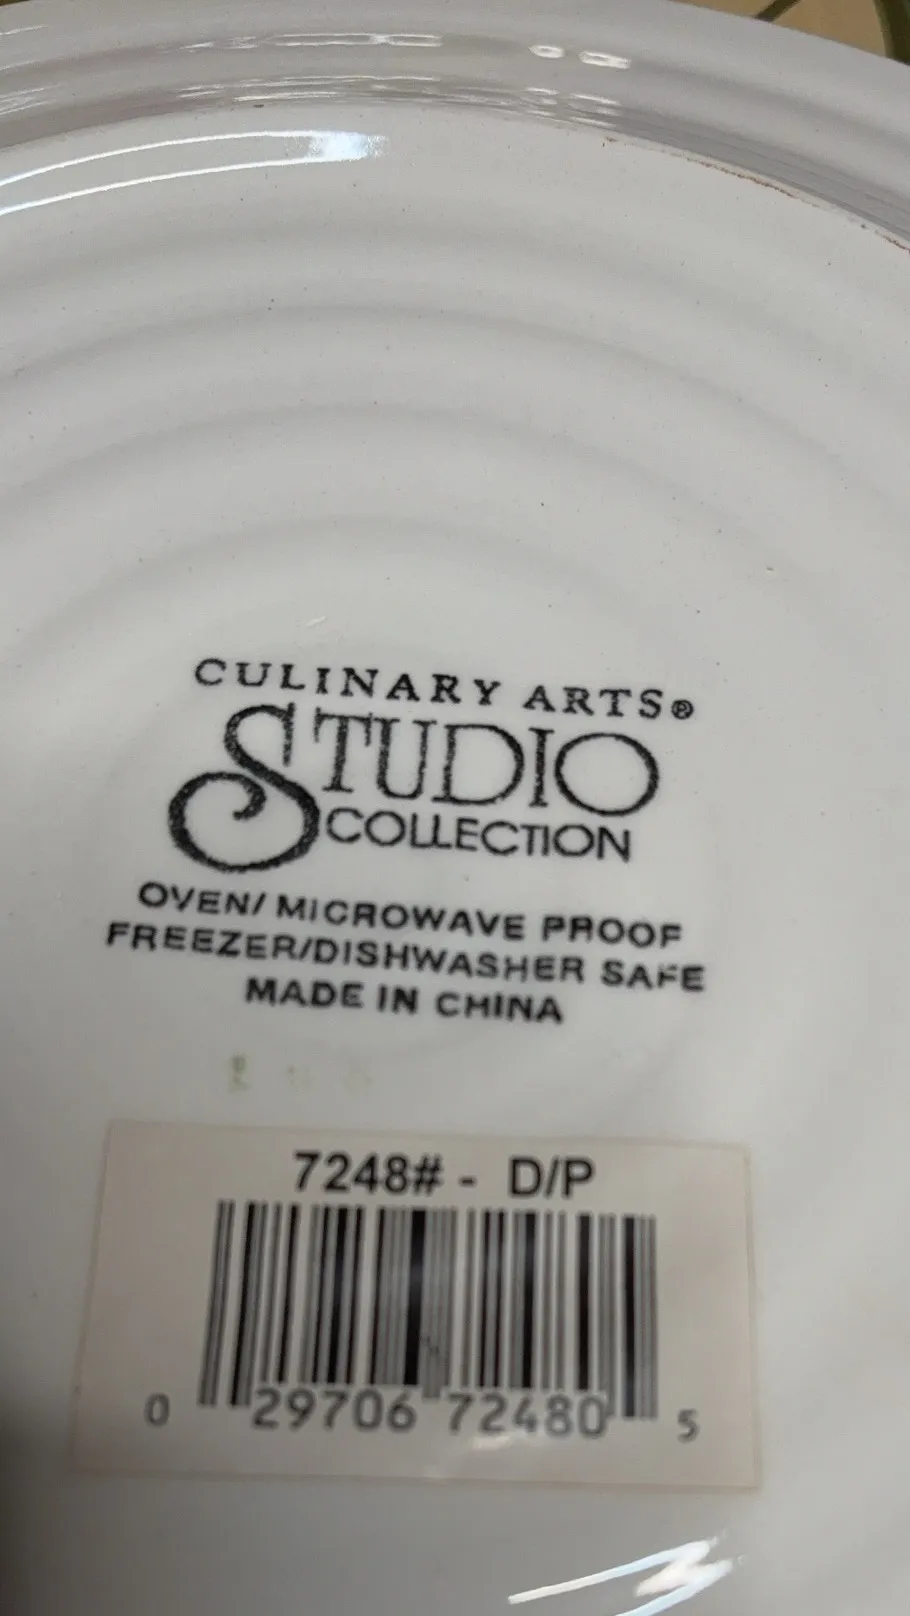 CULINARY ARTS®
STUDIO
COLLECTION
OVEN/ MICROWAVE PROOF
FREEZER/DISHWASHER SAFE
MADE IN CHINA
7248# - D/P
0 29706 72480 5